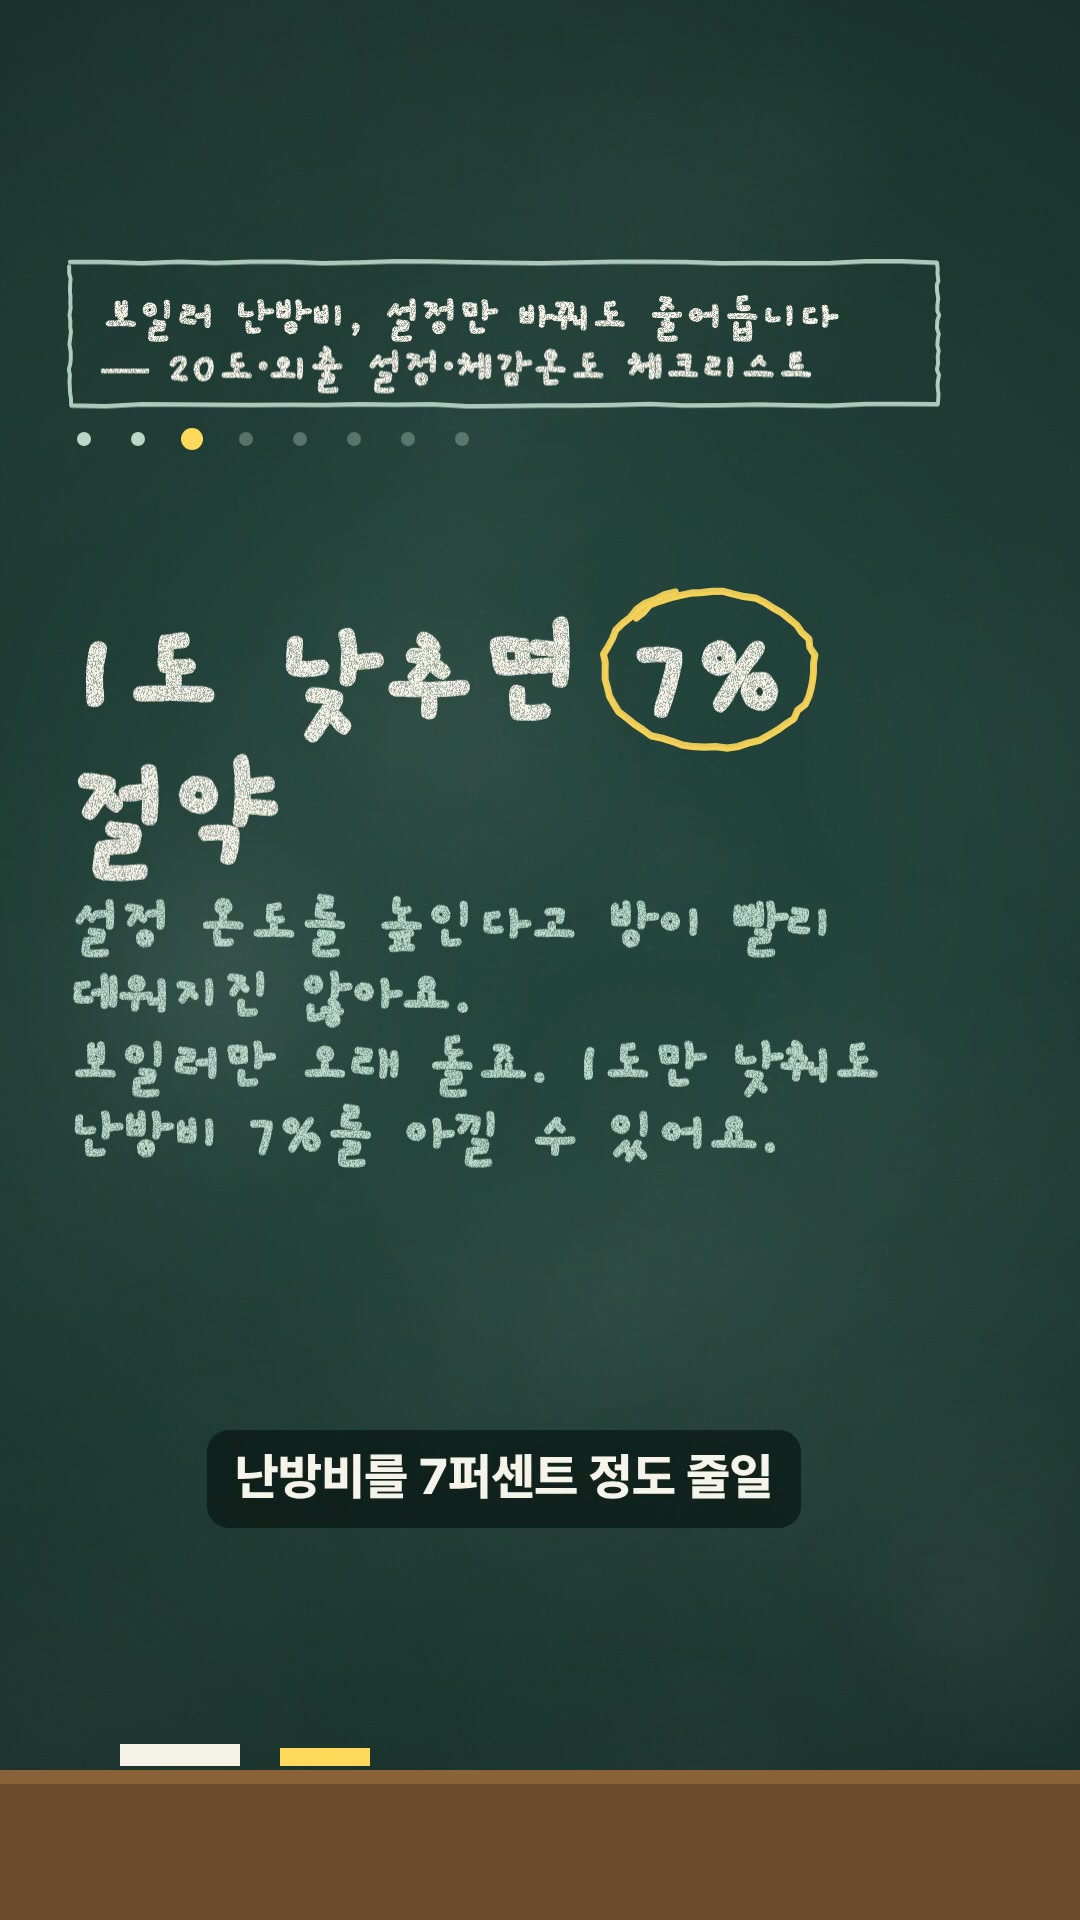 보일러 난방비, 설정만 바꿔도 줄어듭니다
— 20도·외출 설정·체감온도 체크리스트
1도 낮추면 7%
절약
설정 온도를 높인다고 방이 빨리
데워지진 않아요.
보일러만 오래 돌죠. 1도만 낮춰도
난방비 7%를 아낄 수 있어요.
난방비를 7퍼센트 정도 줄일